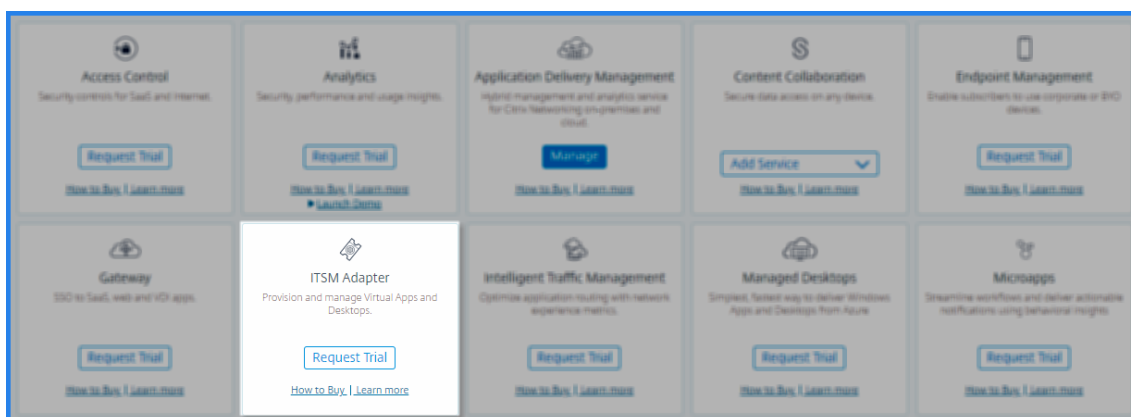 Access Control
Security controls for SaaS and Internet.
Request Trial
How to Buy | Learn more
Analytics
Security, performance and usage insights.
Request Trial
How to Buy | Learn more
Launch Demo
Application Delivery Management
Hybrid management and analytics service
for Citrix Networking on-premises and
cloud.
Manage
How to Buy | Learn more
Content Collaboration
Secure data access on any device.
Add Service
How to Buy | Learn more
Endpoint Management
Enable subscribers to use corporate or BYO
devices.
Request Trial
How to Buy | Learn more
Gateway
SSO to SaaS, web and VDI apps.
Request Trial
How to Buy | Learn more
ITSM Adapter
Provision and manage Virtual Apps and
Desktops.
Request Trial
How to Buy | Learn more
Intelligent Traffic Management
Optimize application routing with network
experience metrics.
Request Trial
How to Buy | Learn more
Managed Desktops
Simplest, fastest way to deliver Windows
Apps and Desktops from Azure
Request Trial
How to Buy | Learn more
Microapps
Streamline workflows and deliver actionable
notifications using behavioral insights
Request Trial
How to Buy | Learn more